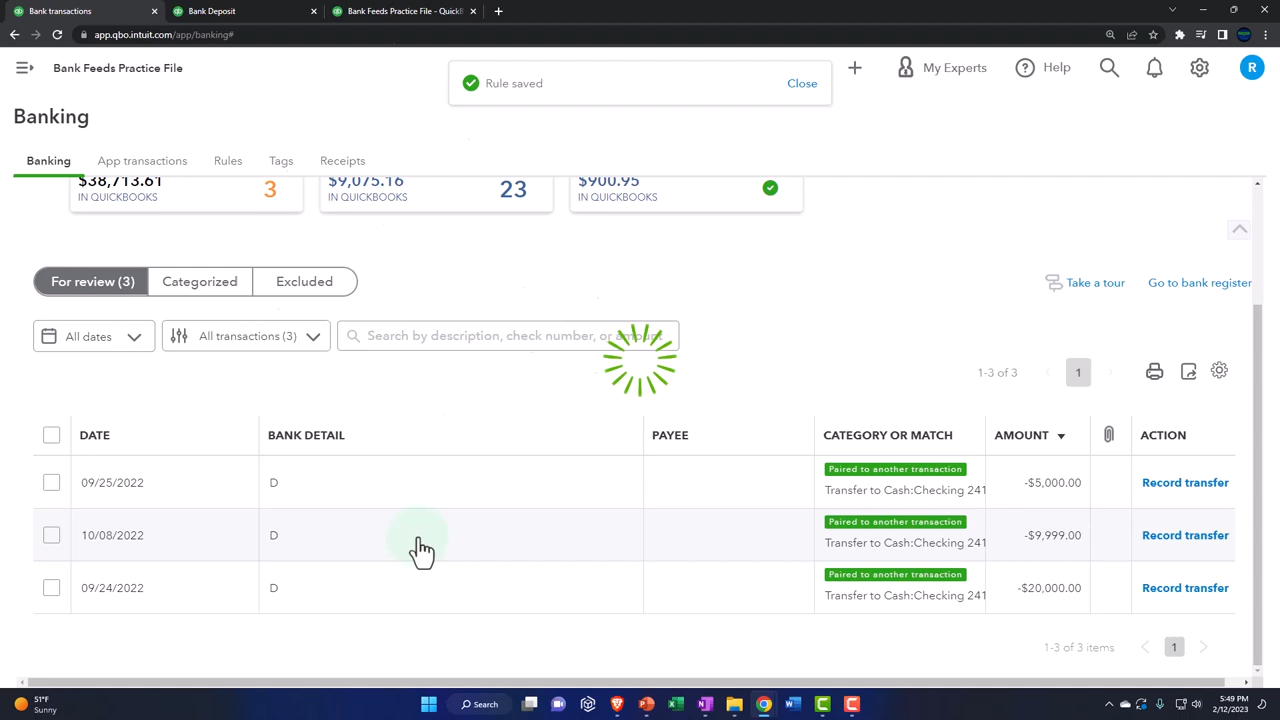 Bank transactions
Bank Deposit
Bank Feeds Practice File – QuickB
app.qbo.intuit.com/app/banking#
Bank Feeds Practice File
Rule saved
Close
My Experts
Help
R
Banking
Banking
App transactions
Rules
Tags
Receipts
$38,713.61
IN QUICKBOOKS
3
$9,075.16
IN QUICKBOOKS
23
$900.95
IN QUICKBOOKS
For review (3)
Categorized
Excluded
Take a tour
Go to bank register
All dates
All transactions (3)
Search by description, check number, or amount
1-3 of 3
1
DATE
BANK DETAIL
PAYEE
CATEGORY OR MATCH
AMOUNT
ACTION
09/25/2022
D
Paired to another transaction
Transfer to Cash:Checking 241
-$5,000.00
Record transfer
10/08/2022
D
Paired to another transaction
Transfer to Cash:Checking 241
-$9,999.00
Record transfer
09/24/2022
D
Paired to another transaction
Transfer to Cash:Checking 241
-$20,000.00
Record transfer
1-3 of 3 items
1
51°F
Sunny
Search
5:49 PM
2/12/2023